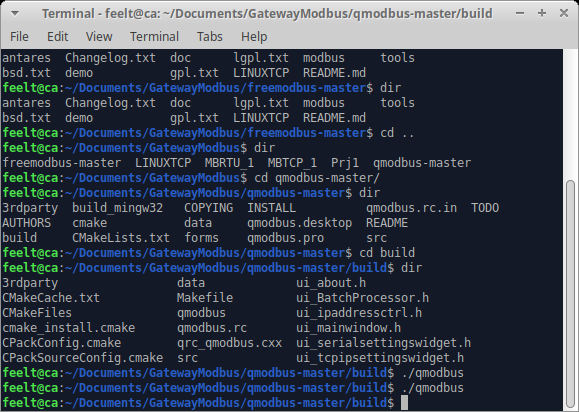 Terminal - feelt@ca: ~/Documents/GatewayModbus/qmodbus-master/build
File Edit View Terminal Tabs Help
antares Changelog.txt doc lgpl.txt modbus tools
bsd.txt demo gpl.txt LINUXTCP README.md
feelt@ca:~/Documents/GatewayModbus/freemodbus-master$ dir
antares Changelog.txt doc lgpl.txt modbus tools
bsd.txt demo gpl.txt LINUXTCP README.md
feelt@ca:~/Documents/GatewayModbus/freemodbus-master$ cd ..
feelt@ca:~/Documents/GatewayModbus$ dir
freemodbus-master LINUXTCP MBRTU_1 MBTCP_1 Prj1 qmodbus-master
feelt@ca:~/Documents/GatewayModbus$ cd qmodbus-master/
feelt@ca:~/Documents/GatewayModbus/qmodbus-master$ dir
3rdparty build_mingw32 COPYING INSTALL qmodbus.rc.in TODO
AUTHORS cmake data qmodbus.desktop README
build CMakeLists.txt forms qmodbus.pro src
feelt@ca:~/Documents/GatewayModbus/qmodbus-master$ cd build
feelt@ca:~/Documents/GatewayModbus/qmodbus-master/build$ dir
3rdparty data ui_about.h
CMakeCache.txt Makefile ui_BatchProcessor.h
CMakeFiles qmodbus ui_ipaddressctrl.h
cmake_install.cmake qmodbus.rc ui_mainwindow.h
CPackConfig.cmake qrc_qmodbus.cxx ui_serialsettingswidget.h
CPackSourceConfig.cmake src ui_tcpipsettingswidget.h
feelt@ca:~/Documents/GatewayModbus/qmodbus-master/build$ ./qmodbus
feelt@ca:~/Documents/GatewayModbus/qmodbus-master/build$ ./qmodbus
feelt@ca:~/Documents/GatewayModbus/qmodbus-master/build$